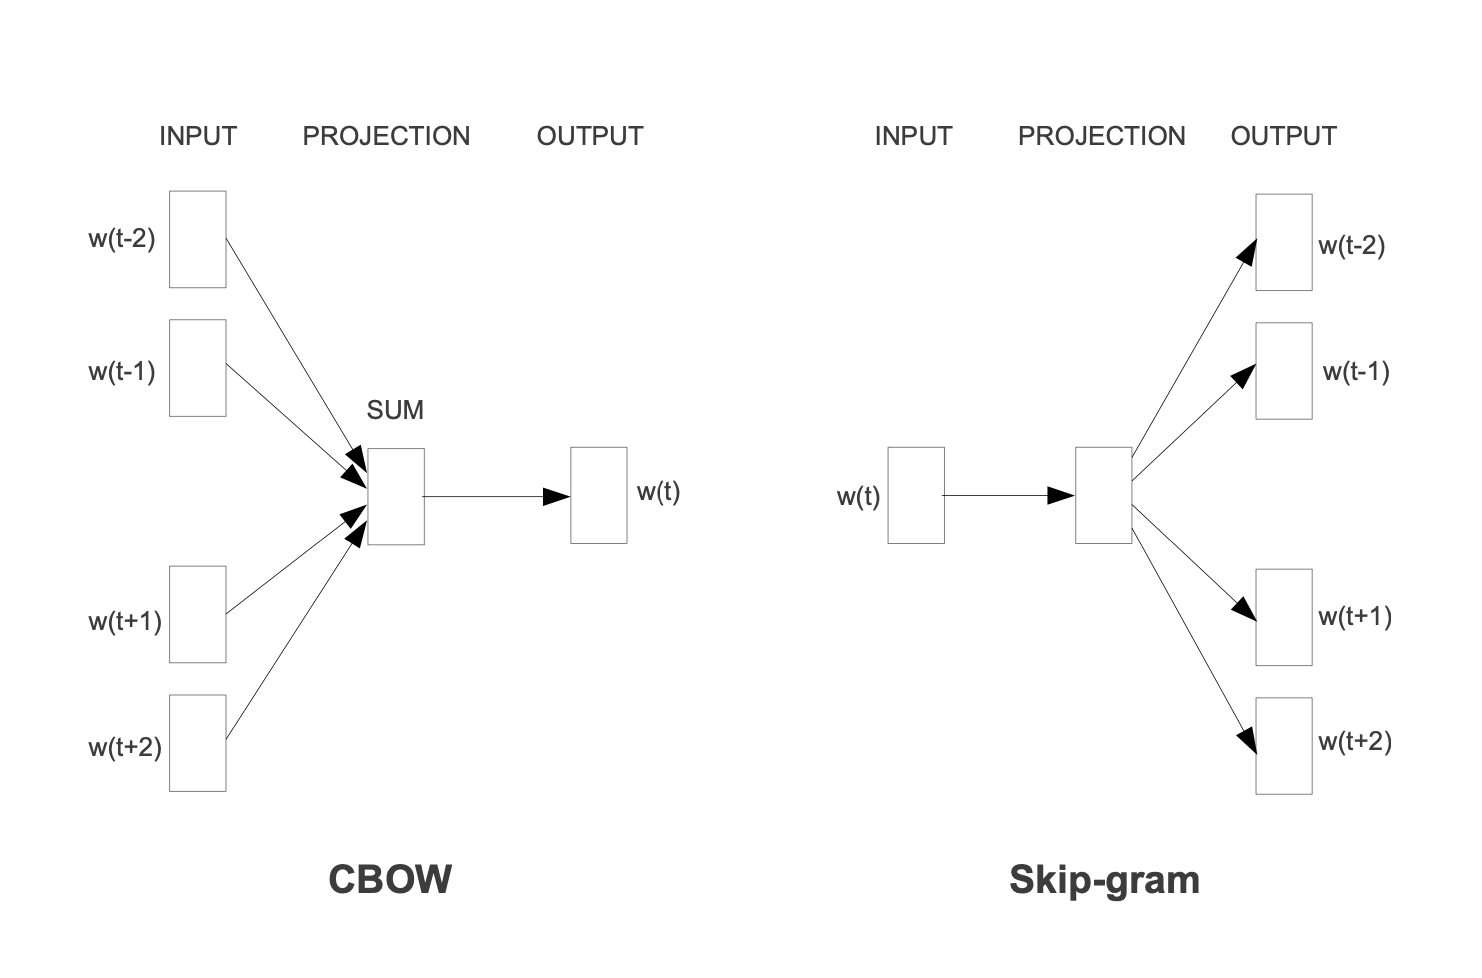 INPUT PROJECTION OUTPUT
w(t-2)
w(t-1)
SUM
w(t)
w(t+1)
w(t+2)
CBOW
INPUT PROJECTION OUTPUT
w(t-2)
w(t-1)
w(t)
w(t+1)
w(t+2)
Skip-gram